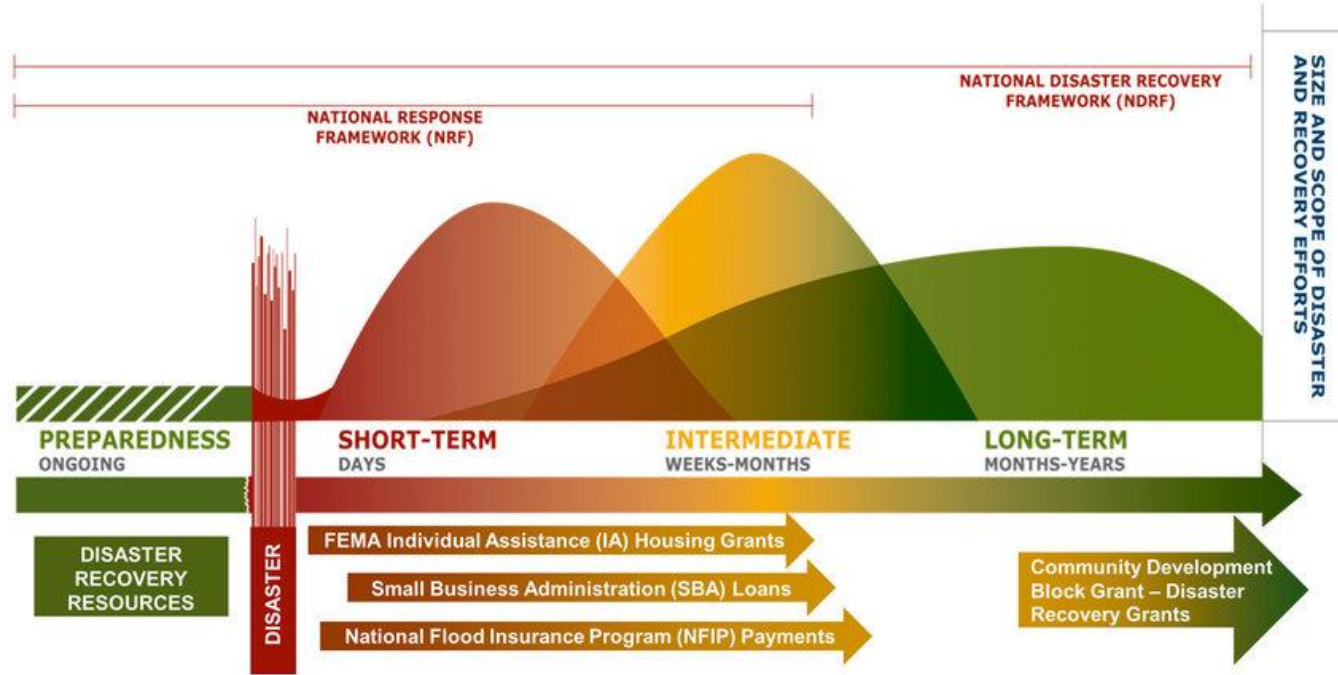 NATIONAL DISASTER RECOVERY
FRAMEWORK (NDRF)
NATIONAL RESPONSE
FRAMEWORK (NRF)
SIZE AND SCOPE OF DISASTER
AND RECOVERY EFFORTS
PREPAREDNESS
ONGOING
SHORT-TERM
DAYS
INTERMEDIATE
WEEKS-MONTHS
LONG-TERM
MONTHS-YEARS
DISASTER
RECOVERY
RESOURCES
DISASTER
FEMA Individual Assistance (IA) Housing Grants
Small Business Administration (SBA) Loans
National Flood Insurance Program (NFIP) Payments
Community Development
Block Grant – Disaster
Recovery Grants